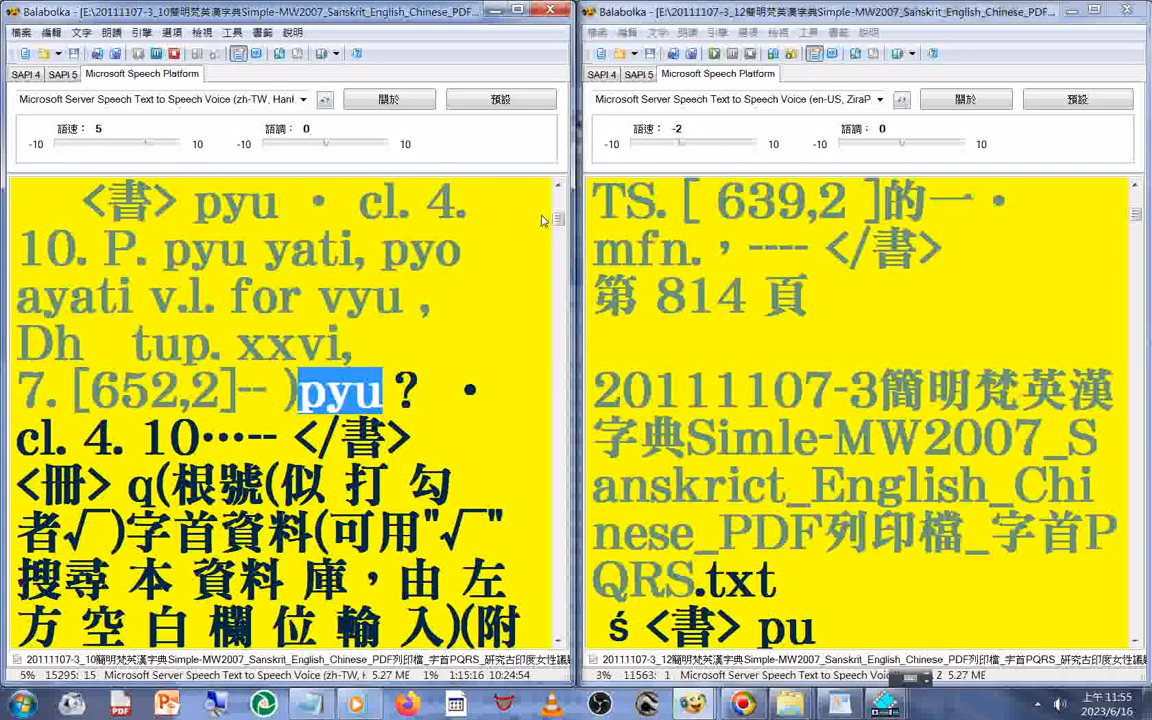 Balabolka - [E:\20111107-3_10簡明梵英漢字典Simple-MW2007_Sanskrit_English_Chinese_PDF...
檔案 編輯 文字 朗讀 引擎 選項 檢視 工具 書籤 說明
SAPI 4 SAPI 5 Microsoft Speech Platform
Microsoft Server Speech Text to Speech Voice (zh-TW, Hanl
關於 預設
語速： 5 語調： 0
-10 10 -10 10
<書> pyu ・ cl. 4.
10. P. pyu yati, pyo
ayati v.l. for vyu ,
Dh tup. xxvi,
7. [652,2]-- )pyu ? ・
cl. 4. 10…-- </書>
<冊> q(根號(似 打 勾
者√)字首資料(可用"√"
搜尋 本 資料 庫，由 左
方 空 白 欄 位 輸 入)(附
20111107-3_10簡明梵英漢字典Simple-MW2007_Sanskrit_English_Chinese_PDF列印檔_字首PQRS_研究古印度女性議
5% 15295: 15 Microsoft Server Speech Text to Speech Voice (zh-TW, H 5.27 MB 1% 1:15:16 10:24:54
Balabolka - [E:\20111107-3_12簡明梵英漢字典Simple-MW2007_Sanskrit_English_Chinese_PDF...
檔案 編輯 文字 朗讀 引擎 選項 檢視 工具 書籤 說明
SAPI 4 SAPI 5 Microsoft Speech Platform
Microsoft Server Speech Text to Speech Voice (en-US, ZiraP
關於 預設
語速： -2 語調： 0
-10 10 -10 10
TS. [ 639,2 ]的一・
mfn.，---- </書>
第 814 頁
20111107-3簡明梵英漢
字典Simle-MW2007_S
anskrict_English_Chi
nese_PDF列印檔_字首P
QRS.txt
ś <書> pu
20111107-3_12簡明梵英漢字典Simple-MW2007_Sanskrit_English_Chinese_PDF列印檔_字首PQRS_研究古印度女性議
3% 11563: 1 Microsoft Server Speech Text to Speech Voice (en-US, Z 5.27 MB
上午 11:55
2023/6/16